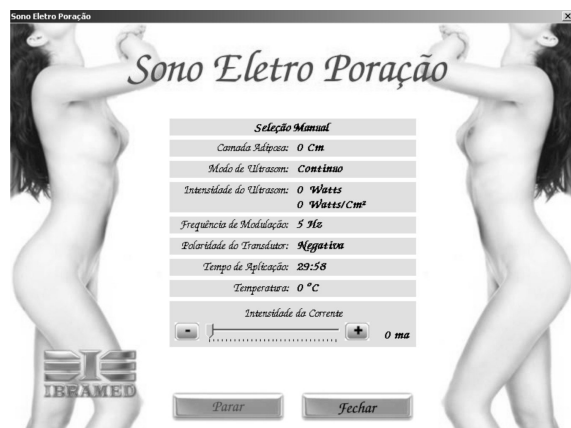 Sono Eletro Poração
Sono Eletro Poração
Seleção Manual
Camada Adiposa: 0 Cm
Modo de Ultrasom: Continuo
Intensidade do Ultrasom: 0 Watts
0 Watts/Cm²
Frequência de Modulação: 5 Hz
Polaridade do Transdutor: Negativa
Tempo de Aplicação: 29:58
Temperatura: 0 °C
Intensidade da Corrente
- + 0 ma
IBRAMED
Parar Fechar